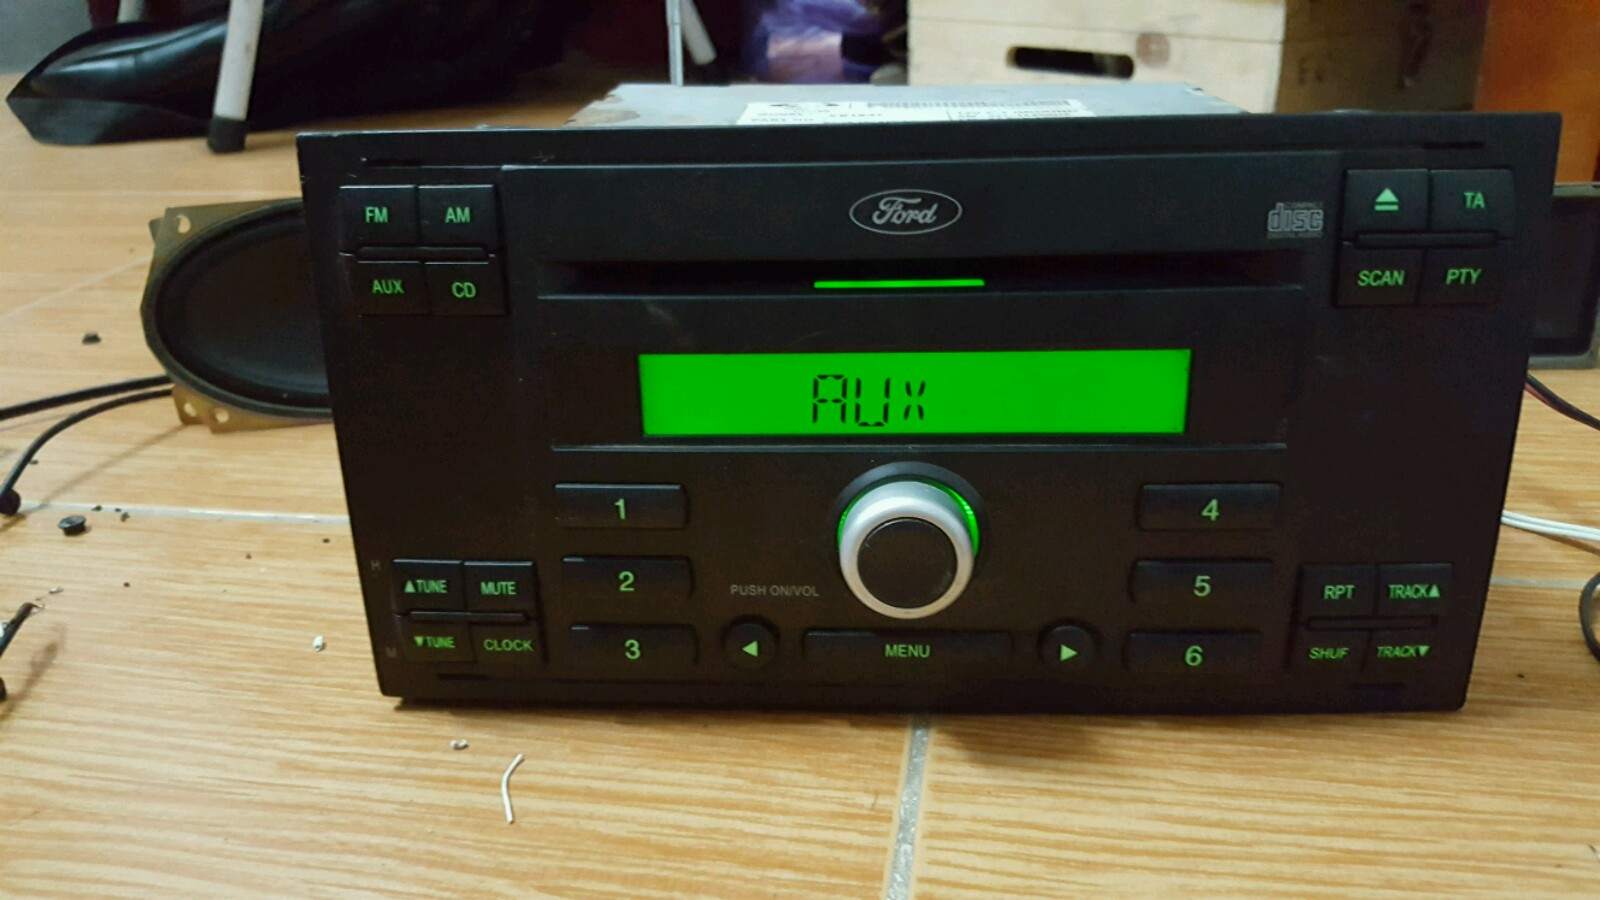 Ford
COMPACT
disc
FM AM
AUX CD
▲ TA
SCAN PTY
AUX
1 4
2 5
3 6
PUSH ON/VOL
H
▲TUNE MUTE
M
▼TUNE CLOCK
◀ MENU ▶
RPT TRACK▲
SHUF TRACK▼